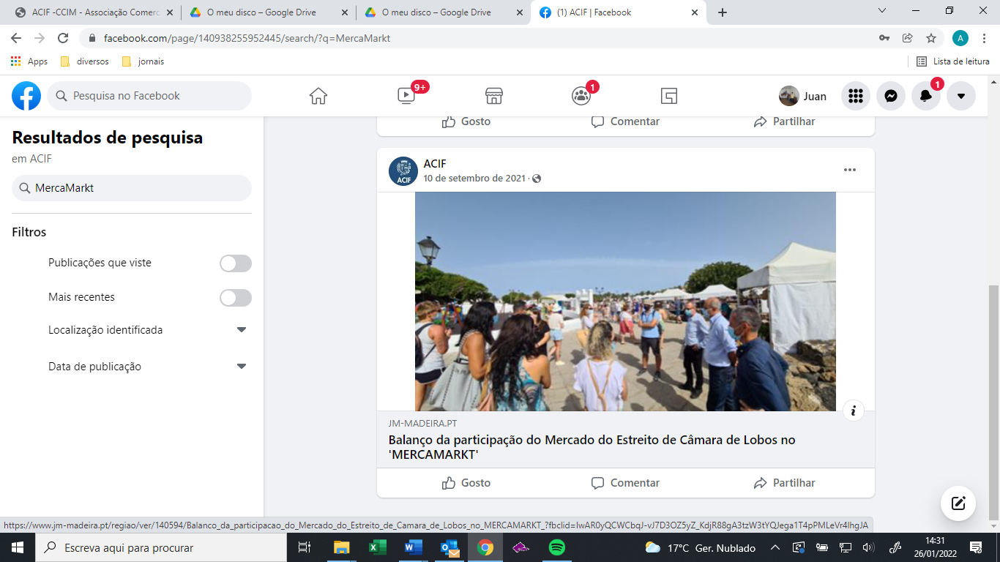 ACIF -CCIM - Associação Comerc
O meu disco – Google Drive
O meu disco – Google Drive
(1) ACIF | Facebook
facebook.com/page/140938255952445/search/?q=MercaMarkt
A
Apps
diversos
jornais
Lista de leitura
Pesquisa no Facebook
9+
1
Juan
1
Resultados de pesquisa
em ACIF
MercaMarkt
Filtros
Publicações que viste
Mais recentes
Localização identificada
Data de publicação
Gosto
Comentar
Partilhar
ACIF
ACIF
10 de setembro de 2021 ·
JM-MADEIRA.PT
Balanço da participação do Mercado do Estreito de Câmara de Lobos no
'MERCAMARKT'
Gosto
Comentar
Partilhar
https://www.jm-madeira.pt/regiao/ver/140594/Balanco_da_participacao_do_Mercado_do_Estreito_de_Camara_de_Lobos_no_MERCAMARKT_?fbclid=IwAR0yQCWCbqJ-vJ7D3OZ5yZ_KdjR88gA3tzW3tYQJega1T4pPMLeVr4lhgJA
Escreva aqui para procurar
17°C Ger. Nublado
14:31
26/01/2022